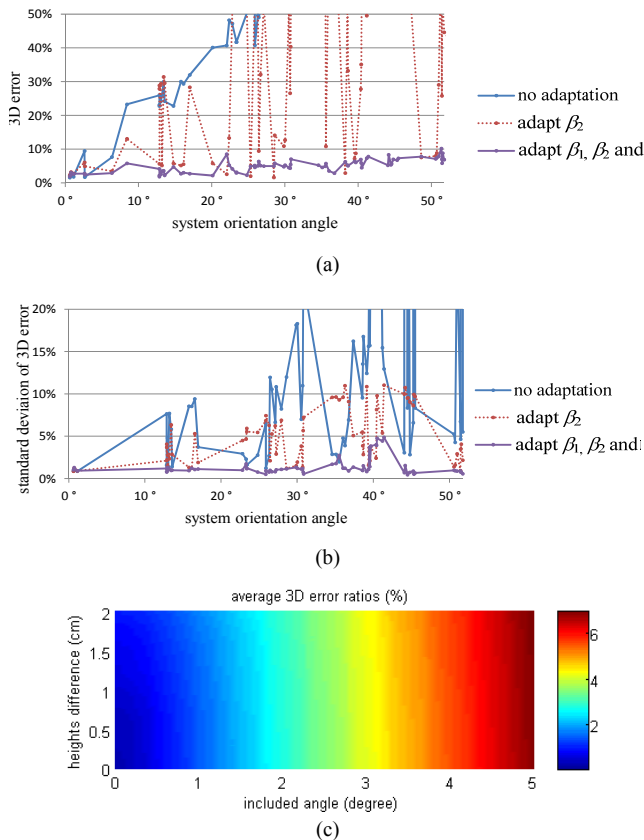 50%
40%
30%
20%
10%
0%
3D error
0° 10° 20° 30° 40° 50°
system orientation angle
no adaptation
adapt β2
adapt β1, β2 and
(a)
20%
15%
10%
5%
0%
standard deviaion of 3D error
0° 10° 20° 30° 40° 50°
system orientation angle
no adaptation
adapt β2
adapt β1, β2 and
(b)
average 3D error ratios (%)
2
1.5
1
0.5
0
heights difference (cm)
0 1 2 3 4 5
included angle (degree)
6
4
2
(c)